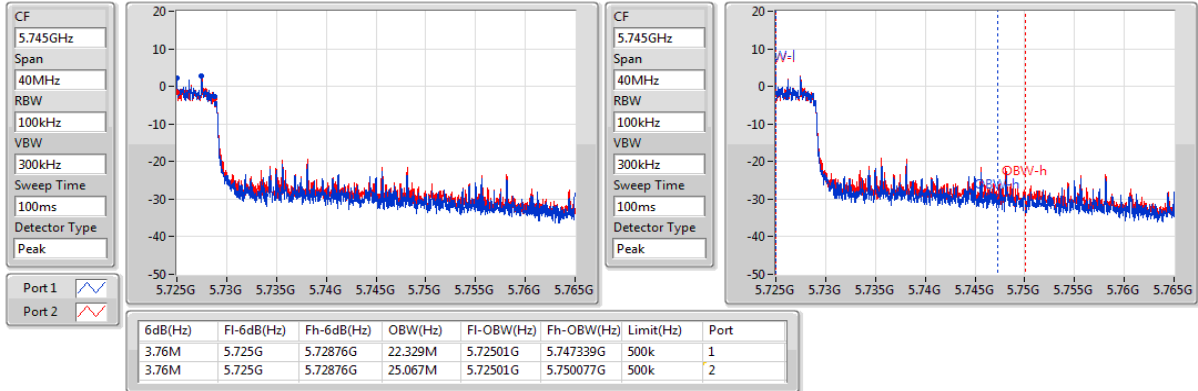 CF
5.745GHz
Span
40MHz
RBW
100kHz
VBW
300kHz
Sweep Time
100ms
Detector Type
Peak
Port 1
Port 2
20
10
0
-10
-20
-30
-40
-50
5.725G 5.73G 5.735G 5.74G 5.745G 5.75G 5.755G 5.76G 5.765G
CF
5.745GHz
Span
40MHz
RBW
100kHz
VBW
300kHz
Sweep Time
100ms
Detector Type
Peak
20
10
0
-10
-20
-30
-40
-50
OBW-h
OBW-h
5.725G 5.73G 5.735G 5.74G 5.745G 5.75G 5.755G 5.76G 5.765G
6dB(Hz) Fl-6dB(Hz) Fh-6dB(Hz) OBW(Hz) Fl-OBW(Hz) Fh-OBW(Hz) Limit(Hz) Port
3.76M 5.725G 5.72876G 22.329M 5.72501G 5.747339G 500k 1
3.76M 5.725G 5.72876G 25.067M 5.72501G 5.750077G 500k 2